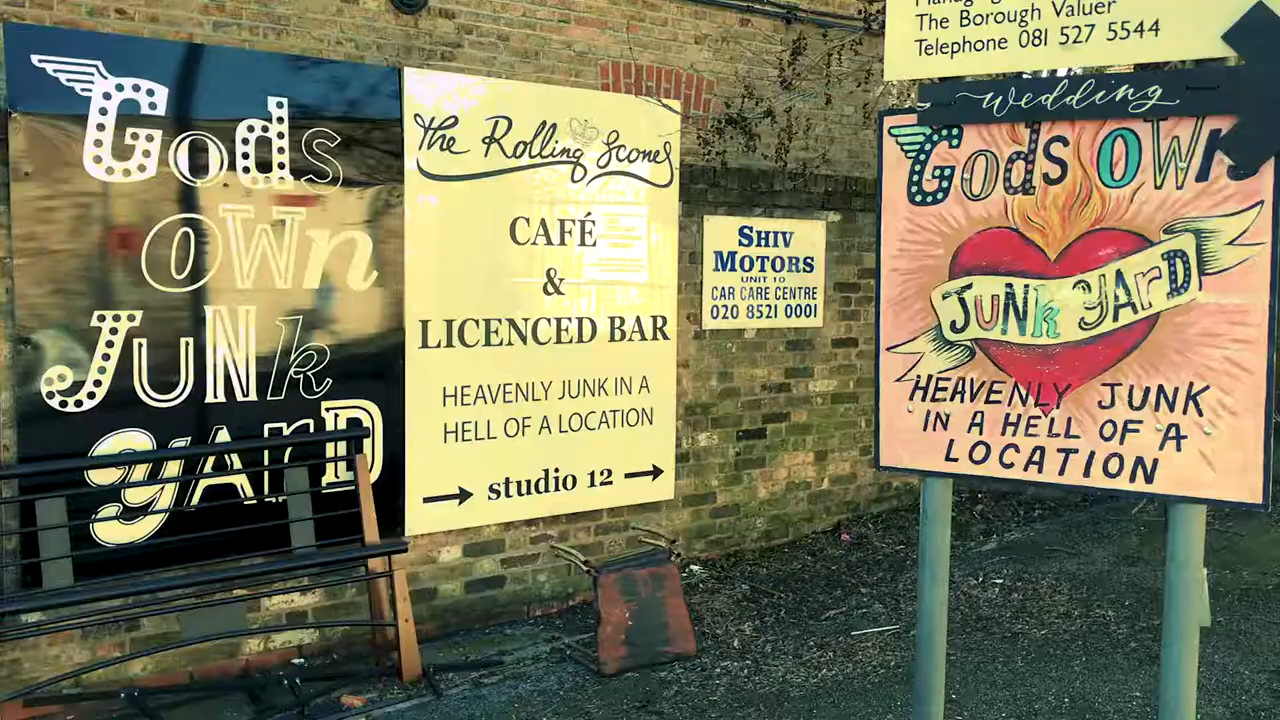 Gods
OWn
JUNk
yARD
The Rolling Scones
CAFÉ
&
LICENCED BAR
HEAVENLY JUNK IN A
HELL OF A LOCATION
studio 12
SHIV
MOTORS
UNIT 10
CAR CARE CENTRE
020 8521 0001
The Borough Valuer
Telephone 081 527 5544
wedding
Gods OWn
JUNk yArD
HEAVENLY JUNK
IN A HELL OF A
LOCATION